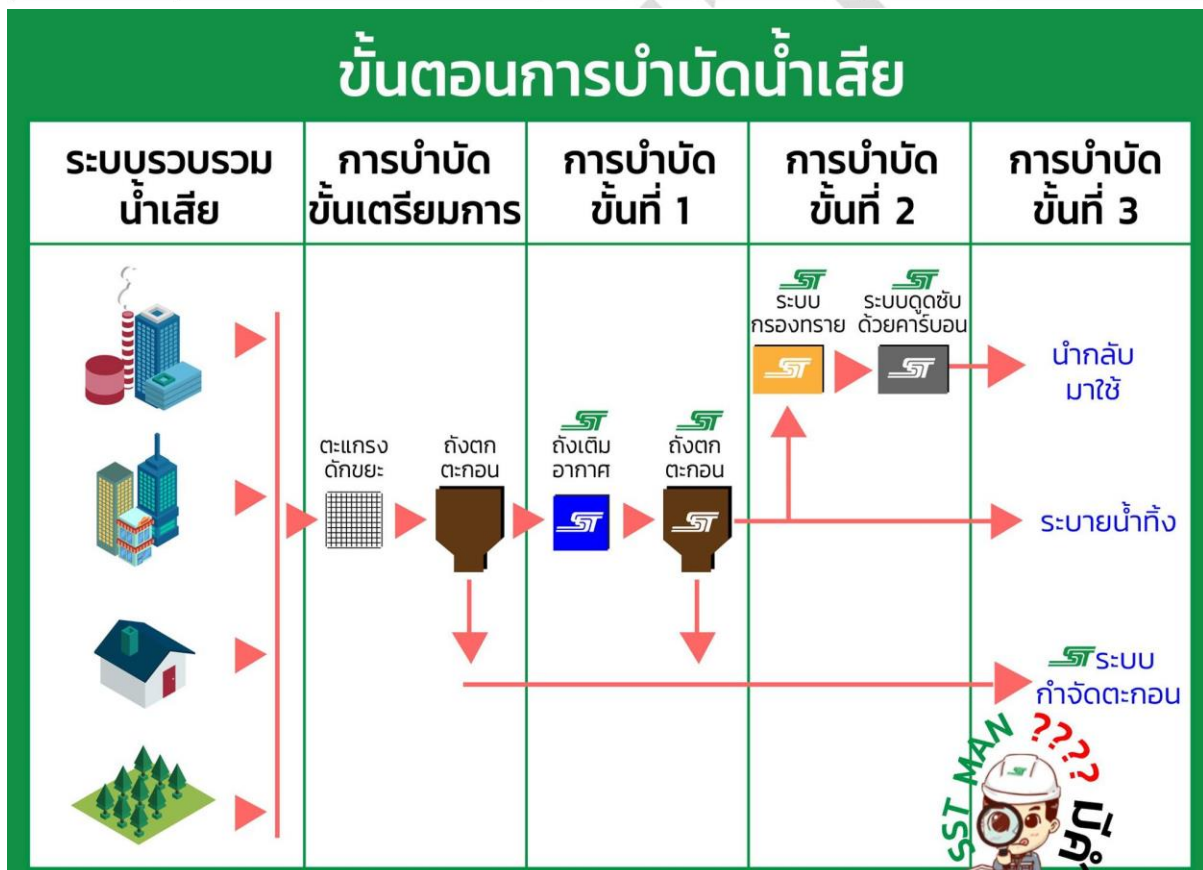 ขั้นตอนการบำบัดน้ำเสีย
ระบบรวบรวม
น้ำเสีย
การบำบัด
ขั้นเตรียมการ
การบำบัด
ขั้นที่ 1
การบำบัด
ขั้นที่ 2
การบำบัด
ขั้นที่ 3
SST
ระบบ
กรองทราย
SST
SST
ระบบดูดซับ
ด้วยคาร์บอน
SST
นำกลับ
มาใช้
ตะแกรง
ดักขยะ
ถังตก
ตะกอน
SST
ถังเติม
อากาศ
SST
SST
ถังตก
ตะกอน
SST
ระบายน้ำทิ้ง
SST ระบบ
กำจัดตะกอน
SST MAN ????